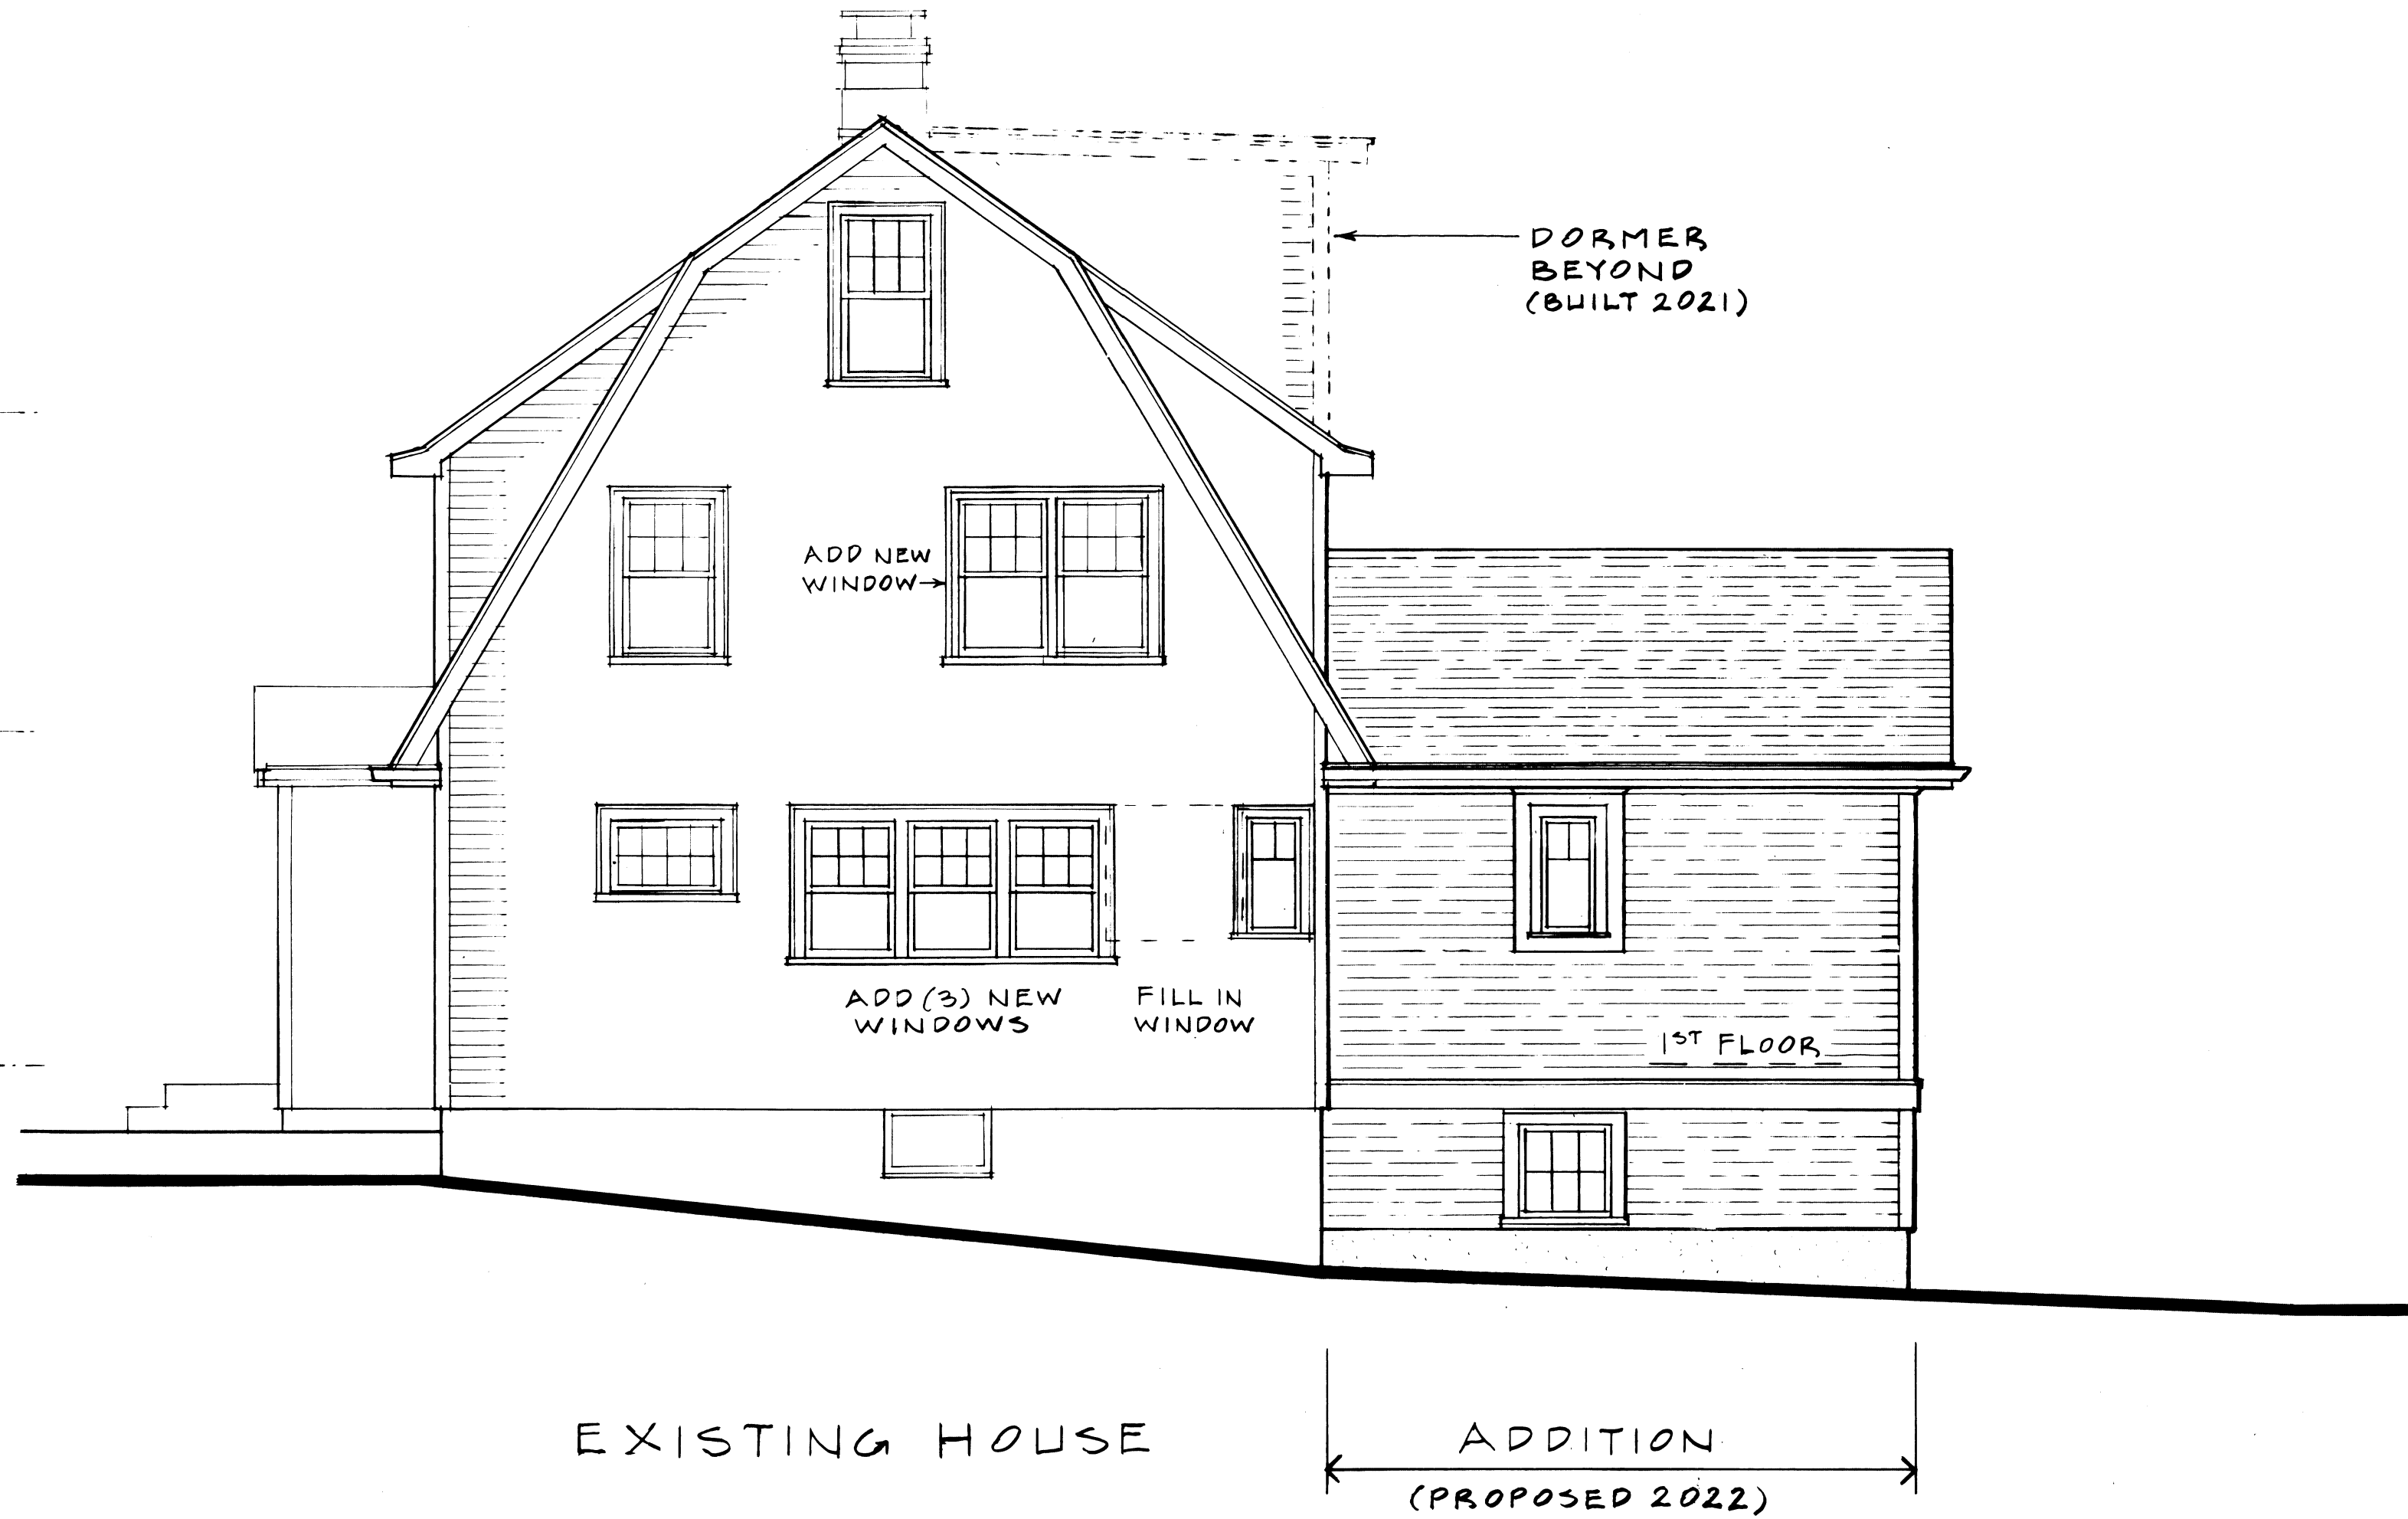 DORMER
BEYOND
(BUILT 2021)
ADD NEW
WINDOW
ADD (3) NEW
WINDOWS
FILL IN
WINDOW
1ST FLOOR
EXISTING HOUSE
ADDITION
(PROPOSED 2022)